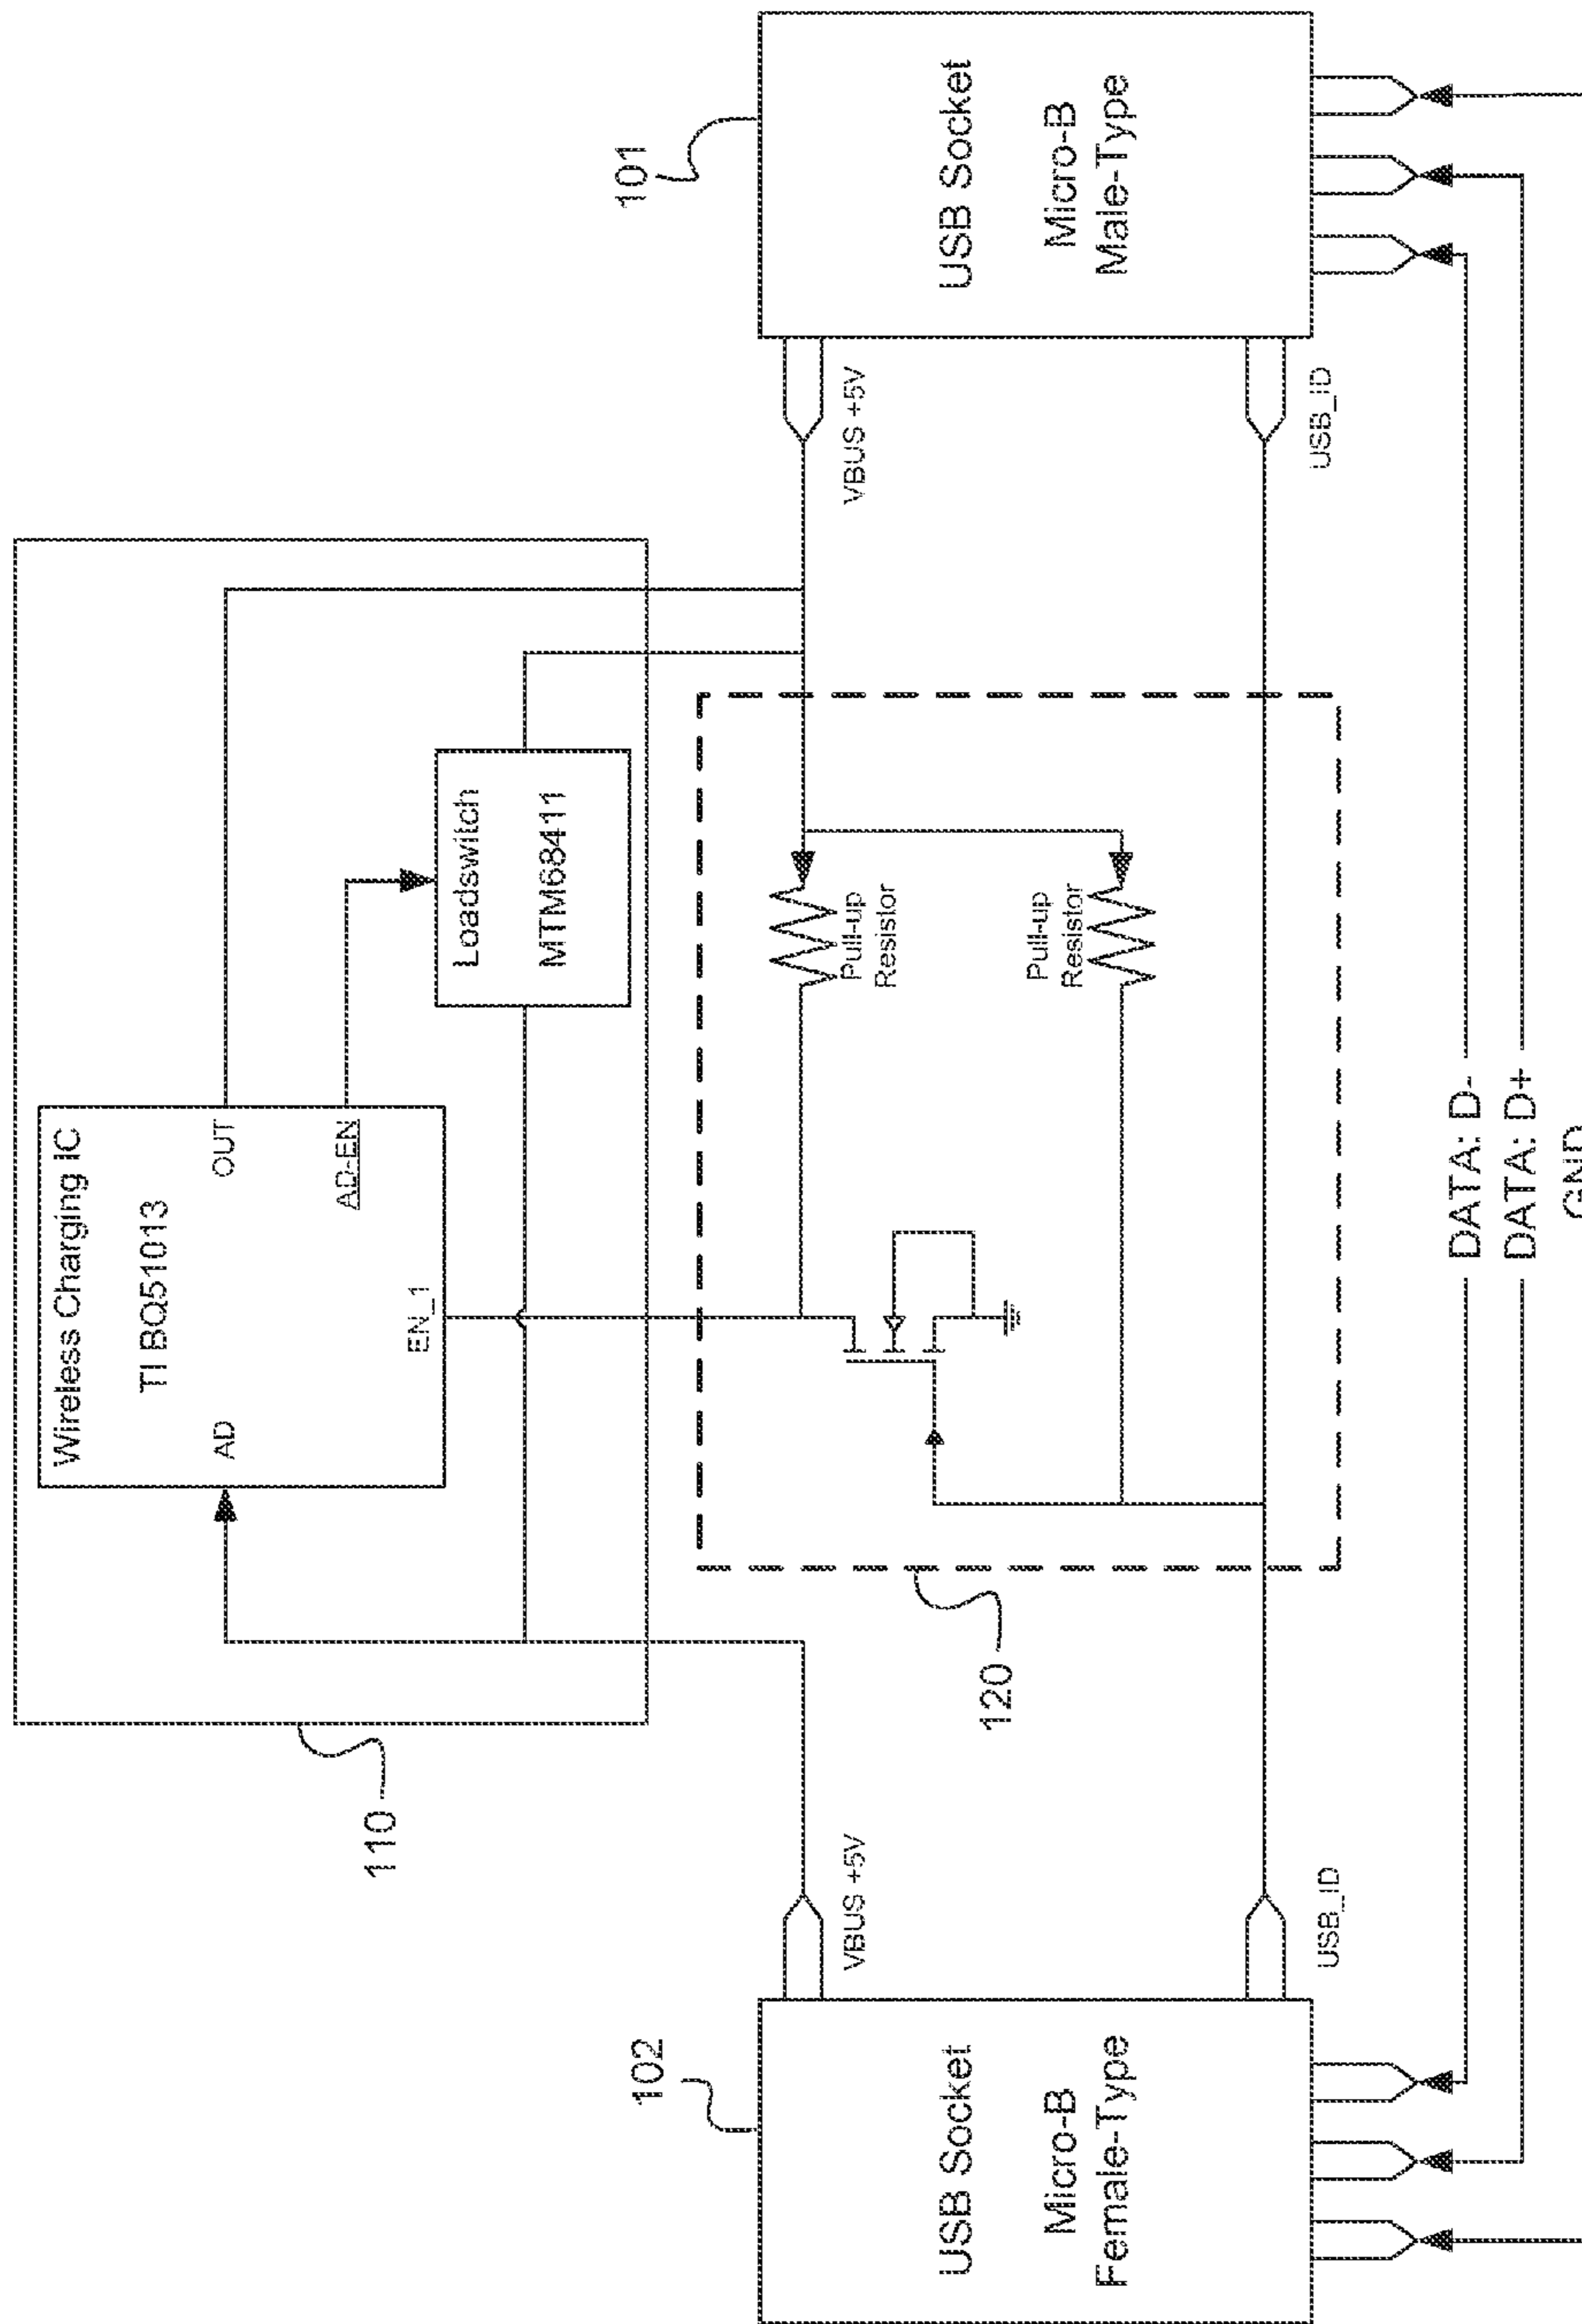 110
Wireless Charging IC
TI BQ51013
AD
OUT
AD-EN
EN_1
Loadswitch
MTM68411
102
USB Socket
Micro-B
Female-Type
VBUS +5V
USB_ID
120
Pull-up
Resistor
Pull-up
Resistor
101
USB Socket
Micro-B
Male-Type
VBUS +5V
USB_ID
DATA: D-
DATA: D+
GND